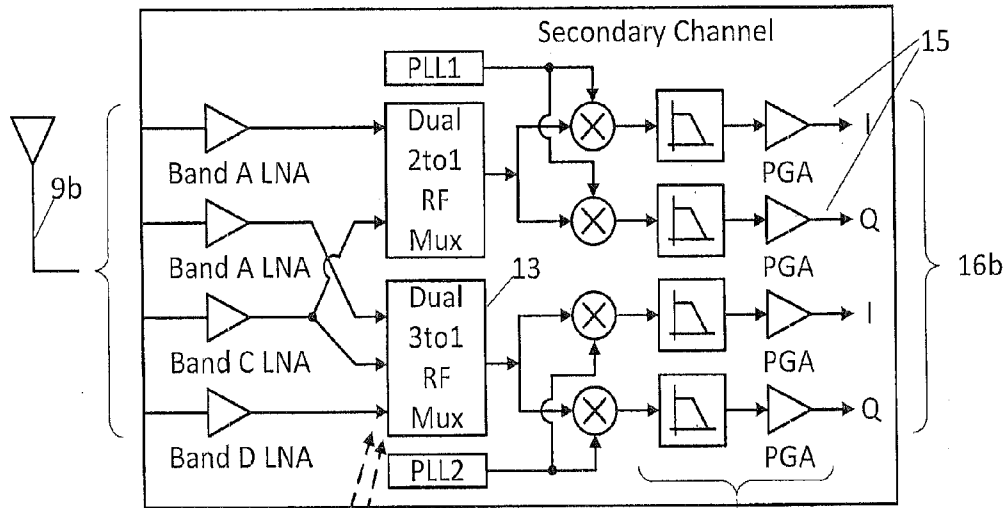 Secondary Channel
15
PLL1
Dual
2to1
RF
Mux
I
Band A LNA
PGA
9b
Q
Band A LNA
PGA
16b
13
Dual
3to1
RF
Mux
I
Band C LNA
PGA
Q
Band D LNA
PGA
PLL2